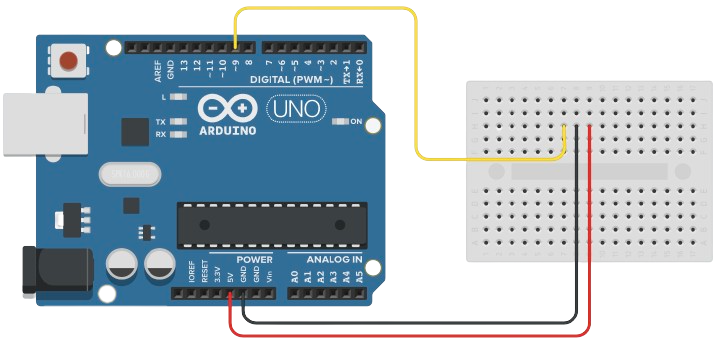 AREF
GND
13
12
~11
~10
~9
8
7
~6
~5
4
~3
2
TX→1
RX←0
DIGITAL (PWM~)
L
TX
RX
ARDUINO
UNO
ON
POWER
ANALOG IN
IOREF
RESET
3.3V
5V
GND
GND
Vin
A0
A1
A2
A3
A4
A5